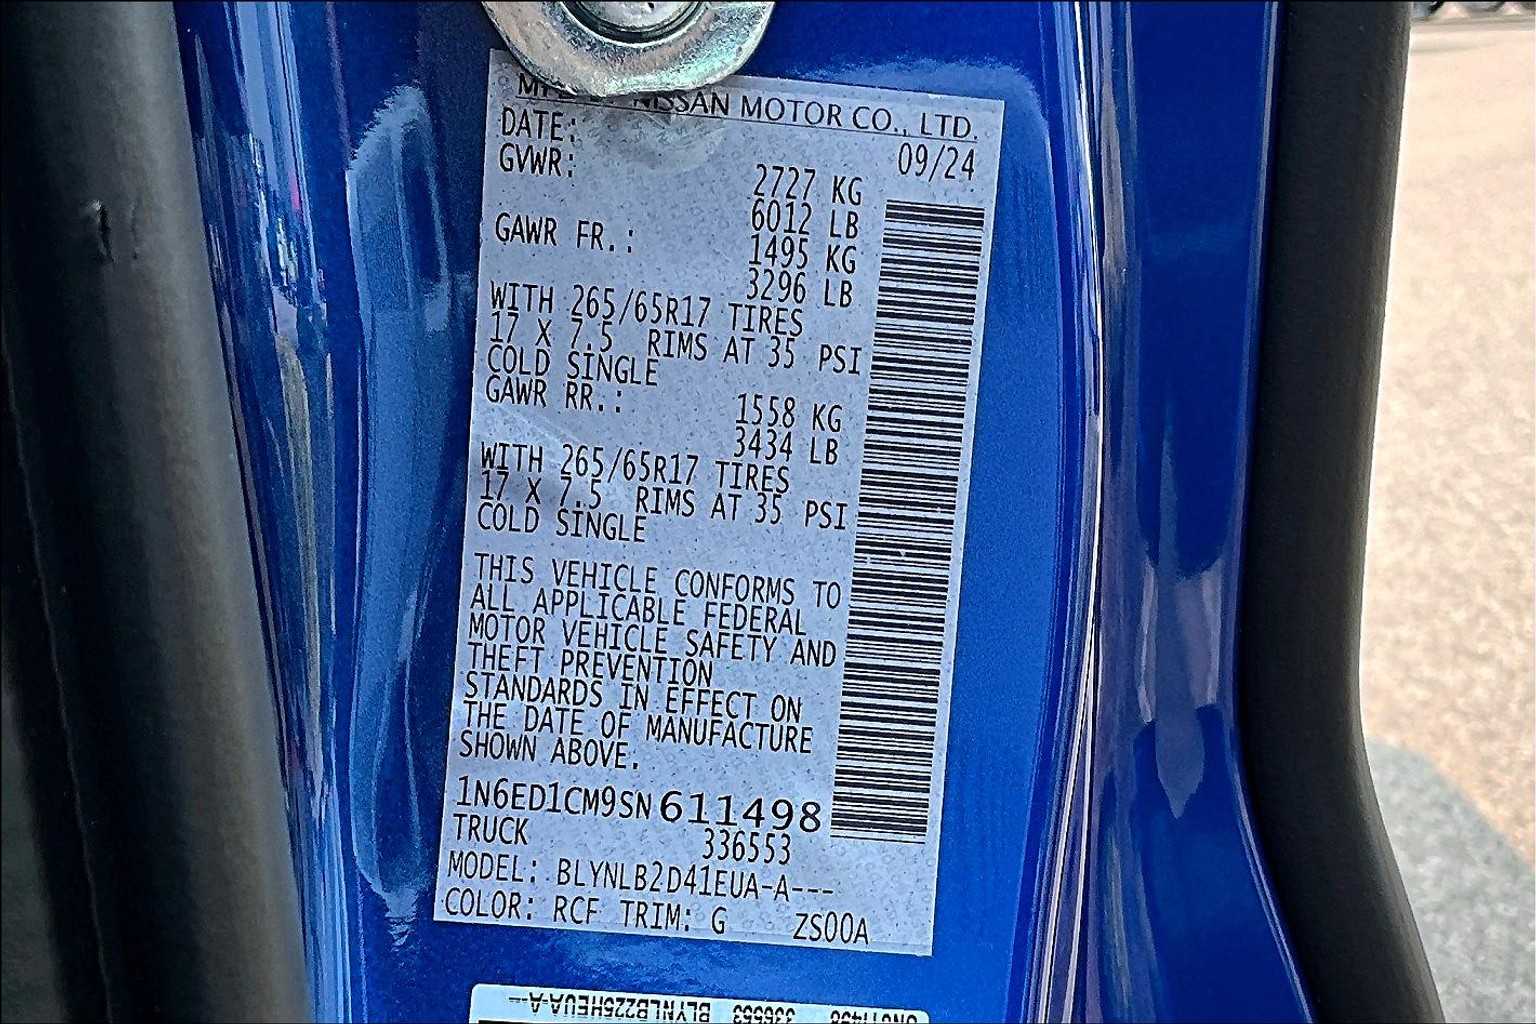 NISSAN MOTOR CO., LTD.
DATE: 09/24
GVWR: 2727 KG
6012 LB
GAWR FR.: 1495 KG
3296 LB
WITH 265/65R17 TIRES
17 X 7.5 RIMS AT 35 PSI
COLD SINGLE
GAWR RR.: 1558 KG
3434 LB
WITH 265/65R17 TIRES
17 X 7.5 RIMS AT 35 PSI
COLD SINGLE
THIS VEHICLE CONFORMS TO
ALL APPLICABLE FEDERAL
MOTOR VEHICLE SAFETY AND
THEFT PREVENTION
STANDARDS IN EFFECT ON
THE DATE OF MANUFACTURE
SHOWN ABOVE.
1N6ED1CM9SN611498
TRUCK 336553
MODEL: BLYNLB2D41EUA-A---
COLOR: RCF TRIM: G ZS00A
336553